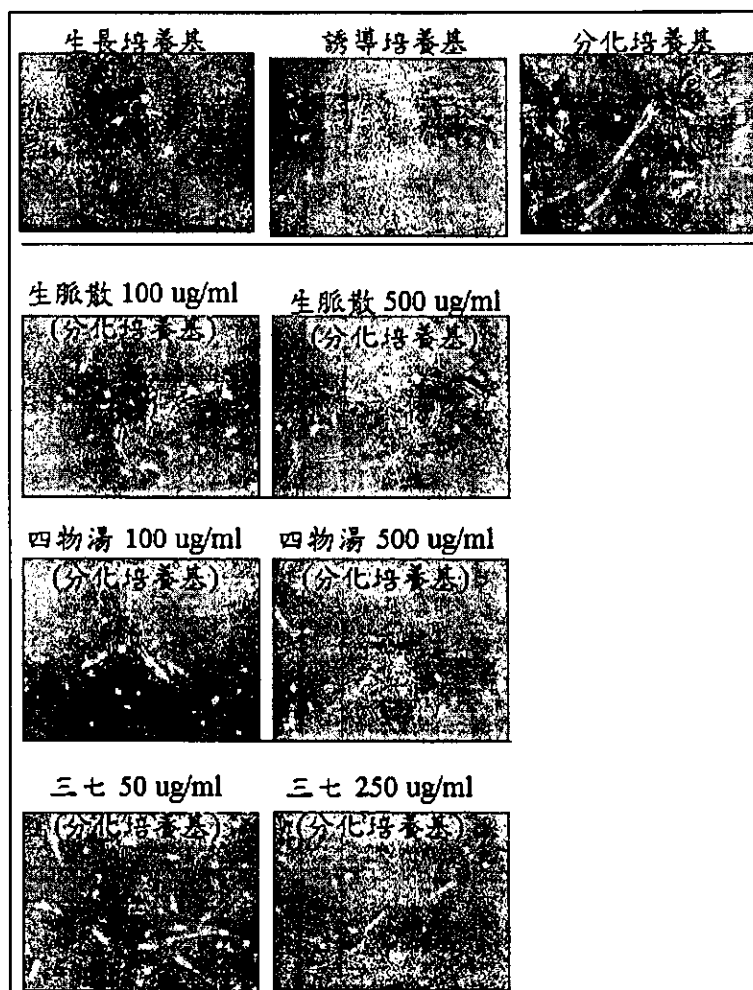 生長培養基 誘導培養基 分化培養基
生脈散 100 ug/ml 生脈散 500 ug/ml
(分化培養基) (分化培養基)
四物湯 100 ug/ml 四物湯 500 ug/ml
(分化培養基) (分化培養基)
三七 50 ug/ml 三七 250 ug/ml
(分化培養基) (分化培養基)